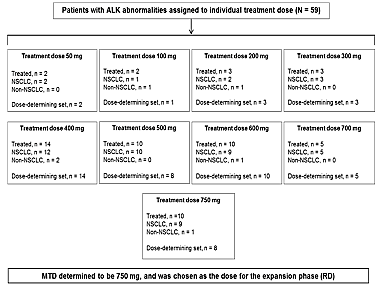 Patients with ALK abnormalities assigned to individual treatment dose (N = 59)
Treatment dose 50 mg
Treated, n = 2
NSCLC, n = 2
Non-NSCLC, n = 0
Dose-determining set, n = 2
Treatment dose 100 mg
Treated, n = 2
NSCLC, n = 1
Non-NSCLC, n = 1
Dose-determining set, n = 1
Treatment dose 200 mg
Treated, n = 3
NSCLC, n = 2
Non-NSCLC, n = 1
Dose-determining set, n = 3
Treatment dose 300 mg
Treated, n = 3
NSCLC, n = 3
Non-NSCLC, n = 0
Dose-determining set, n = 3
Treatment dose 400 mg
Treated, n = 14
NSCLC, n = 12
Non-NSCLC, n = 2
Dose-determining set, n = 14
Treatment dose 500 mg
Treated, n = 10
NSCLC, n = 10
Non-NSCLC, n = 0
Dose-determining set, n = 8
Treatment dose 600 mg
Treated, n = 10
NSCLC, n = 9
Non-NSCLC, n = 1
Dose-determining set, n = 10
Treatment dose 700 mg
Treated, n = 5
NSCLC, n = 5
Non-NSCLC, n = 0
Dose-determining set, n = 5
Treatment dose 750 mg
Treated, n =10
NSCLC, n = 9
Non-NSCLC, n = 1
Dose-determining set, n = 8
MTD determined to be 750 mg, and was chosen as the dose for the expansion phase (RD)